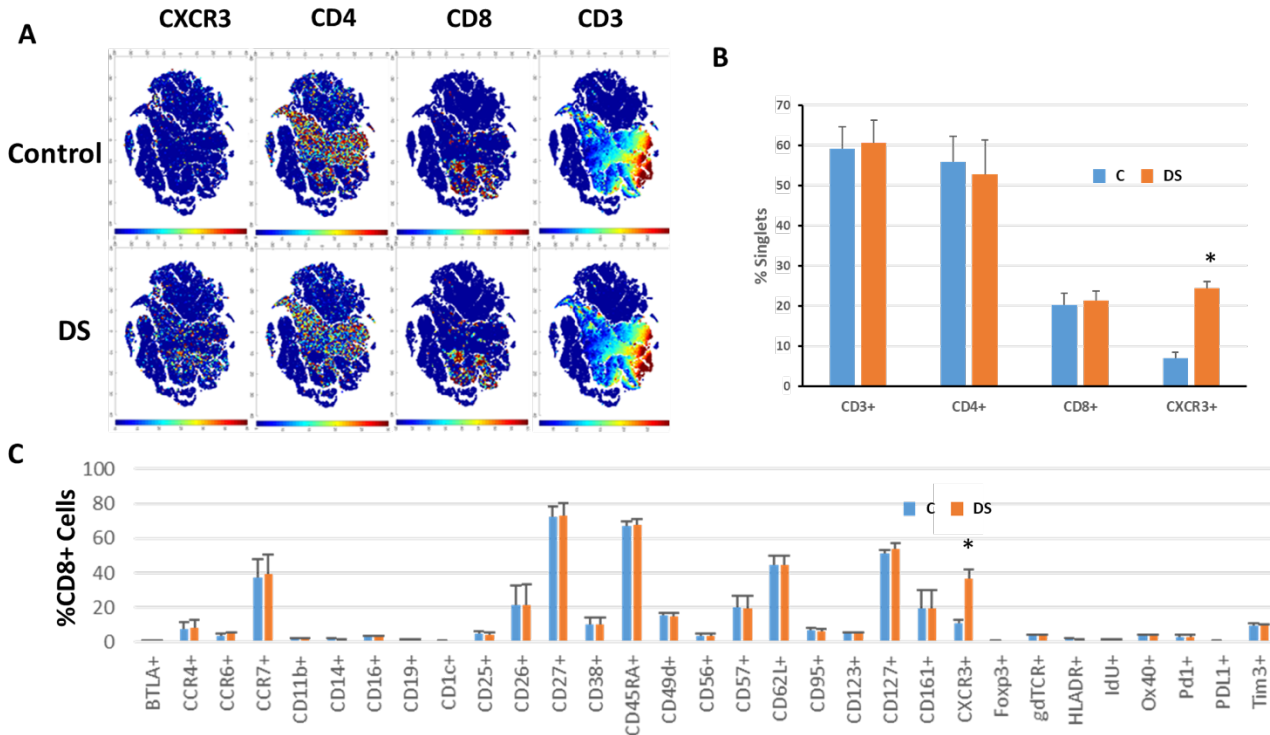 A
CXCR3 CD4 CD8 CD3
Control
DS
B
% Singlets
70
60
50
40
30
20
10
0
C DS
*
CD3+ CD4+ CD8+ CXCR3+
C
%CD8+ Cells
100
80
60
40
20
0
C DS
*
BTLA+
CCR4+
CCR6+
CCR7+
CD11b+
CD14+
CD16+
CD19+
CD1c+
CD25+
CD26+
CD27+
CD38+
CD45RA+
CD49d+
CD56+
CD57+
CD62L+
CD95+
CD123+
CD127+
CD161+
CXCR3+
Foxp3+
gdTCR+
HLADR+
IdU+
Ox40+
Pd1+
PDL1+
Tim3+